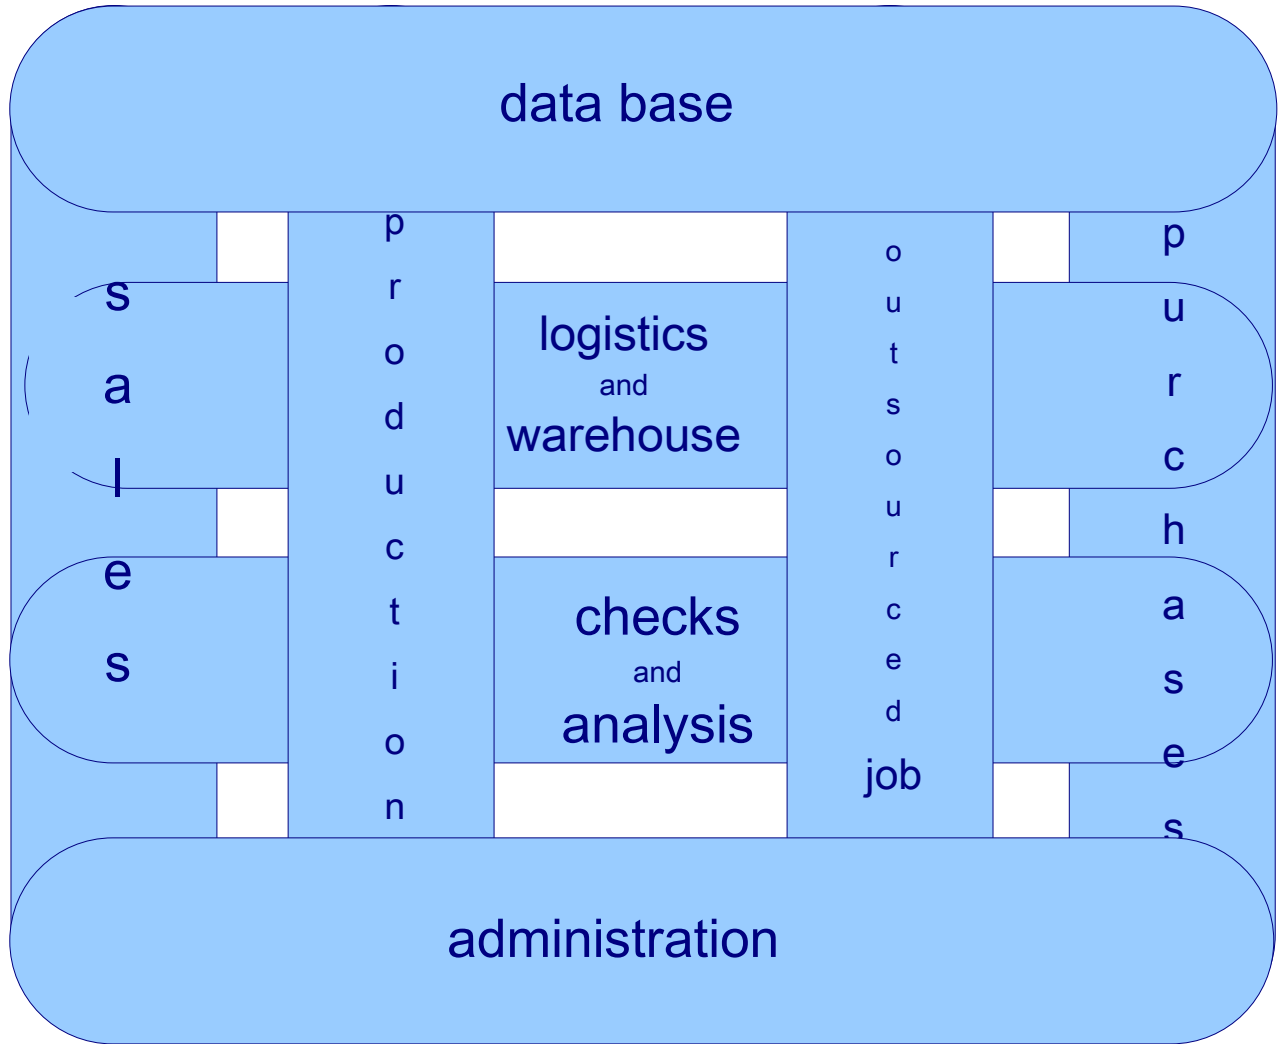 data base
sales
production
logistics
and
warehouse
checks
and
analysis
outsourced
job
purchases
administration